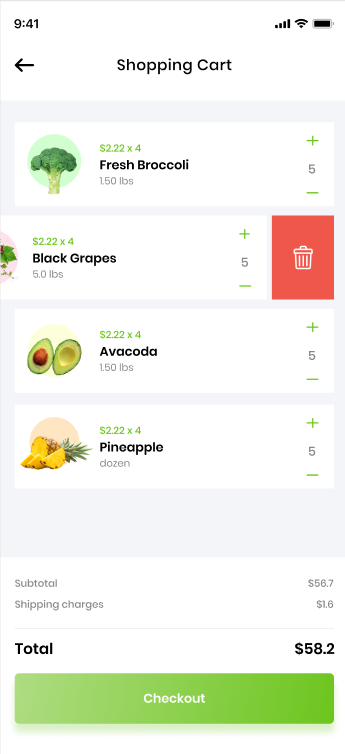 9:41
Shopping Cart
$2.22 x 4
Fresh Broccoli
1.50 lbs
5
$2.22 x 4
Black Grapes
5.0 lbs
5
$2.22 x 4
Avacoda
1.50 lbs
5
$2.22 x 4
Pineapple
dozen
5
Subtotal $56.7
Shipping charges $1.6
Total $58.2
Checkout